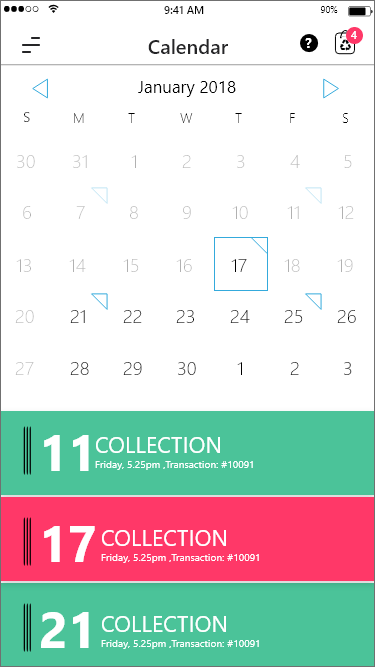 9:41 AM 90%
Calendar ? 4
January 2018
S M T W T F S
30 31 1 2 3 4 5
6 7 8 9 10 11 12
13 14 15 16 17 18 19
20 21 22 23 24 25 26
27 28 29 30 1 2 3
11 COLLECTION
Friday, 5.25pm ,Transaction: #10091
17 COLLECTION
Friday, 5.25pm ,Transaction: #10091
21 COLLECTION
Friday, 5.25pm ,Transaction: #10091